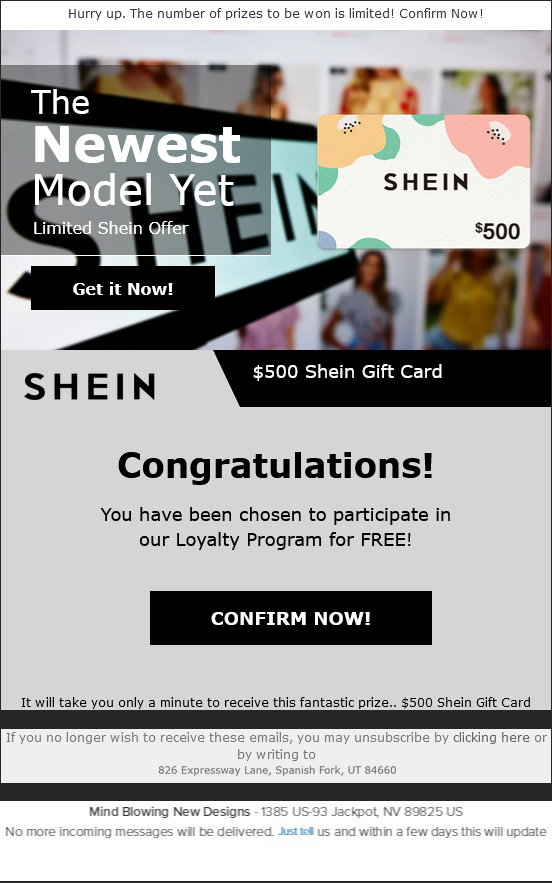 Hurry up. The number of prizes to be won is limited! Confirm Now!
The
Newest
Model Yet
Limited Shein Offer
Get it Now!
SHEIN
SHEIN
$500
SHEIN
$500 Shein Gift Card
Congratulations!
You have been chosen to participate in
our Loyalty Program for FREE!
CONFIRM NOW!
It will take you only a minute to receive this fantastic prize.. $500 Shein Gift Card
If you no longer wish to receive these emails, you may unsubscribe by clicking here or
by writing to
826 Expressway Lane, Spanish Fork, UT 84660
Mind Blowing New Designs - 1385 US-93 Jackpot, NV 89825 US
No more incoming messages will be delivered. Just tell us and within a few days this will update